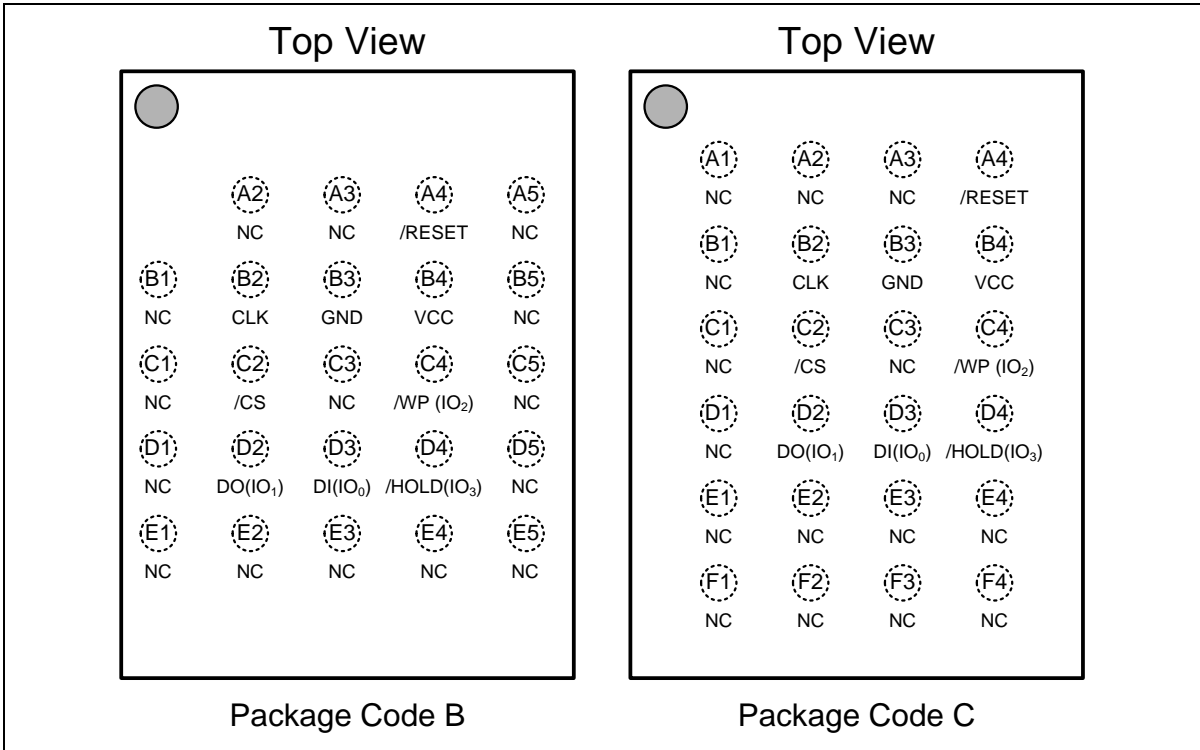 Top View
A2 A3 A4 A5
NC NC /RESET NC
B1 B2 B3 B4 B5
NC CLK GND VCC NC
C1 C2 C3 C4 C5
NC /CS NC /WP (IO₂) NC
D1 D2 D3 D4 D5
NC DO(IO₁) DI(IO₀) /HOLD(IO₃) NC
E1 E2 E3 E4 E5
NC NC NC NC NC
Package Code B
Top View
A1 A2 A3 A4
NC NC NC /RESET
B1 B2 B3 B4
NC CLK GND VCC
C1 C2 C3 C4
NC /CS NC /WP (IO₂)
D1 D2 D3 D4
NC DO(IO₁) DI(IO₀) /HOLD(IO₃)
E1 E2 E3 E4
NC NC NC NC
F1 F2 F3 F4
NC NC NC NC
Package Code C